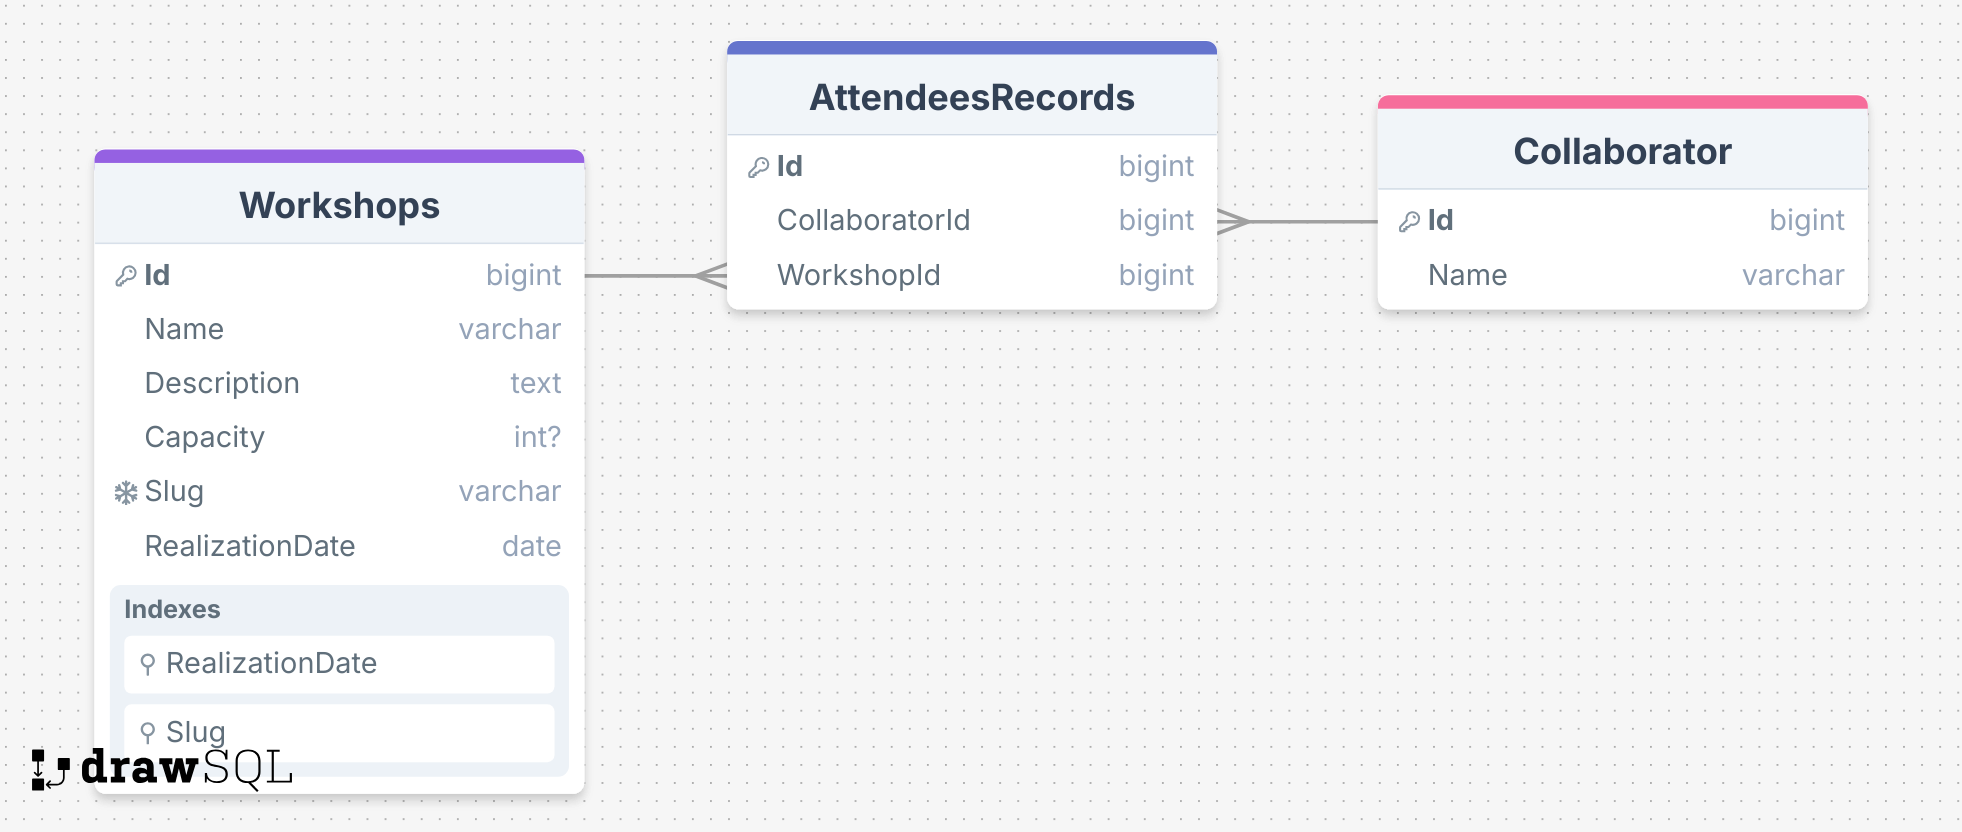 Workshops
Id bigint
Name varchar
Description text
Capacity int?
Slug varchar
RealizationDate date
Indexes
RealizationDate
Slug
AttendeesRecords
Id bigint
CollaboratorId bigint
WorkshopId bigint
Collaborator
Id bigint
Name varchar
drawSQL